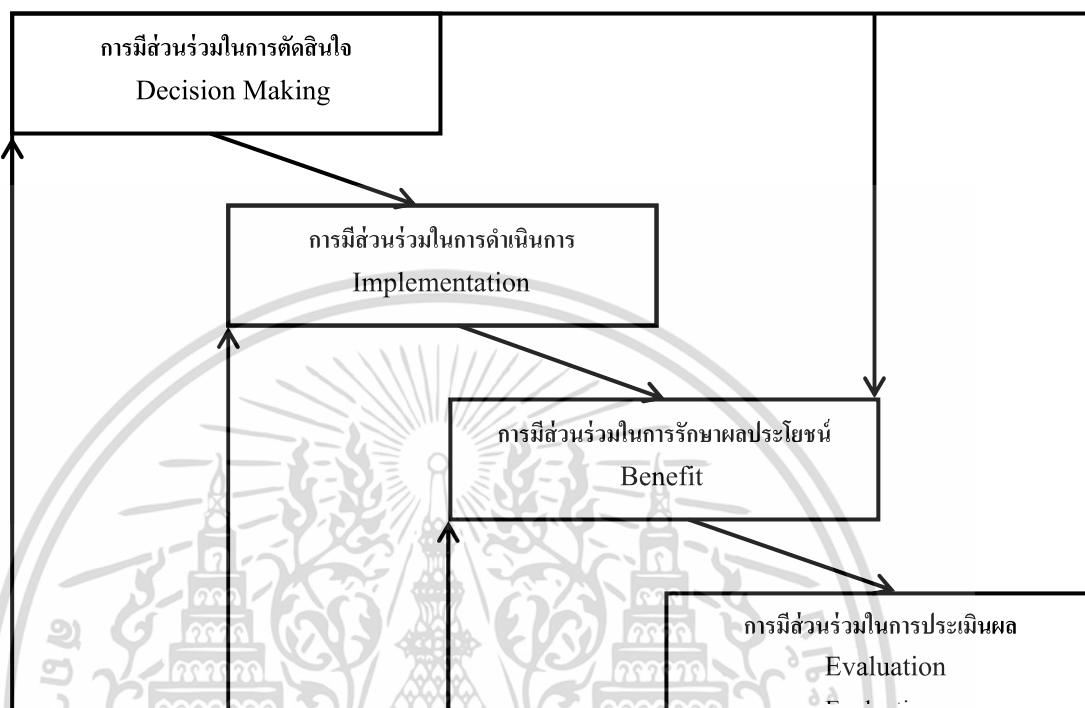 การมีส่วนร่วมในการตัดสินใจ
Decision Making
การมีส่วนร่วมในการดำเนินการ
Implementation
การมีส่วนร่วมในการรักษาผลประโยชน์
Benefit
การมีส่วนร่วมในการประเมินผล
Evaluation